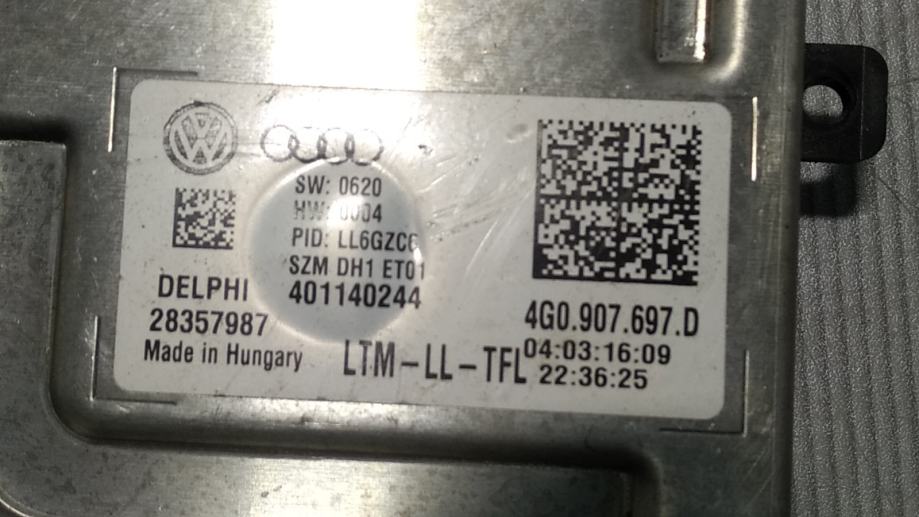 SW: 0620
HW: 0004
PID: LL6GZC
SZM DH1 ET01
401140244
DELPHI
28357987
Made in Hungary
LTM-LL-TFL
4G0.907.697.D
04:03:16:09
22:36:25